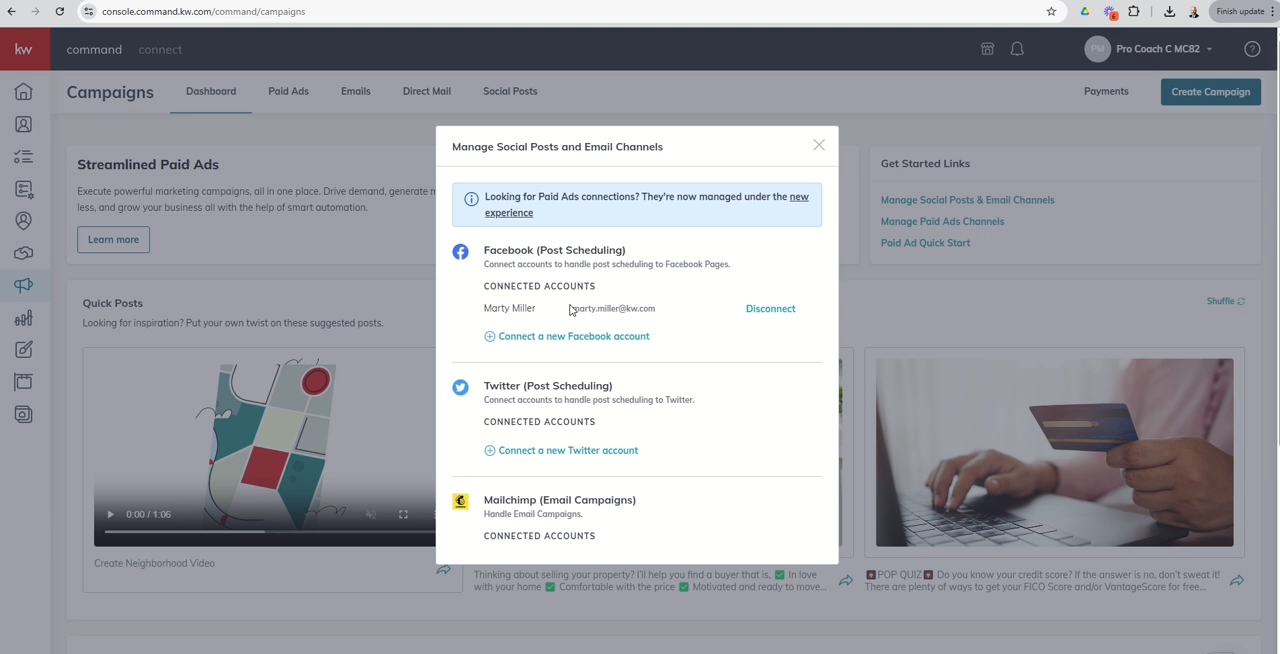 console.command.kw.com/command/campaigns
6
Finish update
kw
command
connect
PM
Pro Coach C MC82
Campaigns
Dashboard
Paid Ads
Emails
Direct Mail
Social Posts
Payments
Create Campaign
Streamlined Paid Ads
Execute powerful marketing campaigns, all in one place. Drive demand, generate m
less, and grow your business all with the help of smart automation.
Learn more
Manage Social Posts and Email Channels
Looking for Paid Ads connections? They're now managed under the new
experience
Facebook (Post Scheduling)
Connect accounts to handle post scheduling to Facebook Pages.
CONNECTED ACCOUNTS
Marty Miller
marty.miller@kw.com
Disconnect
Connect a new Facebook account
Twitter (Post Scheduling)
Connect accounts to handle post scheduling to Twitter.
CONNECTED ACCOUNTS
Connect a new Twitter account
Mailchimp (Email Campaigns)
Handle Email Campaigns.
CONNECTED ACCOUNTS
Get Started Links
Manage Social Posts & Email Channels
Manage Paid Ads Channels
Paid Ad Quick Start
Quick Posts
Shuffle
Looking for inspiration? Put your own twist on these suggested posts.
0:00 / 1:06
Create Neighborhood Video
Thinking about selling your property? I'll help you find a buyer that is, ✅ In love
with your home ✅ Comfortable with the price ✅ Motivated and ready to move...
POP QUIZ Do you know your credit score? If the answer is no, don't sweat it!
There are plenty of ways to get your FICO Score and/or VantageScore for free...